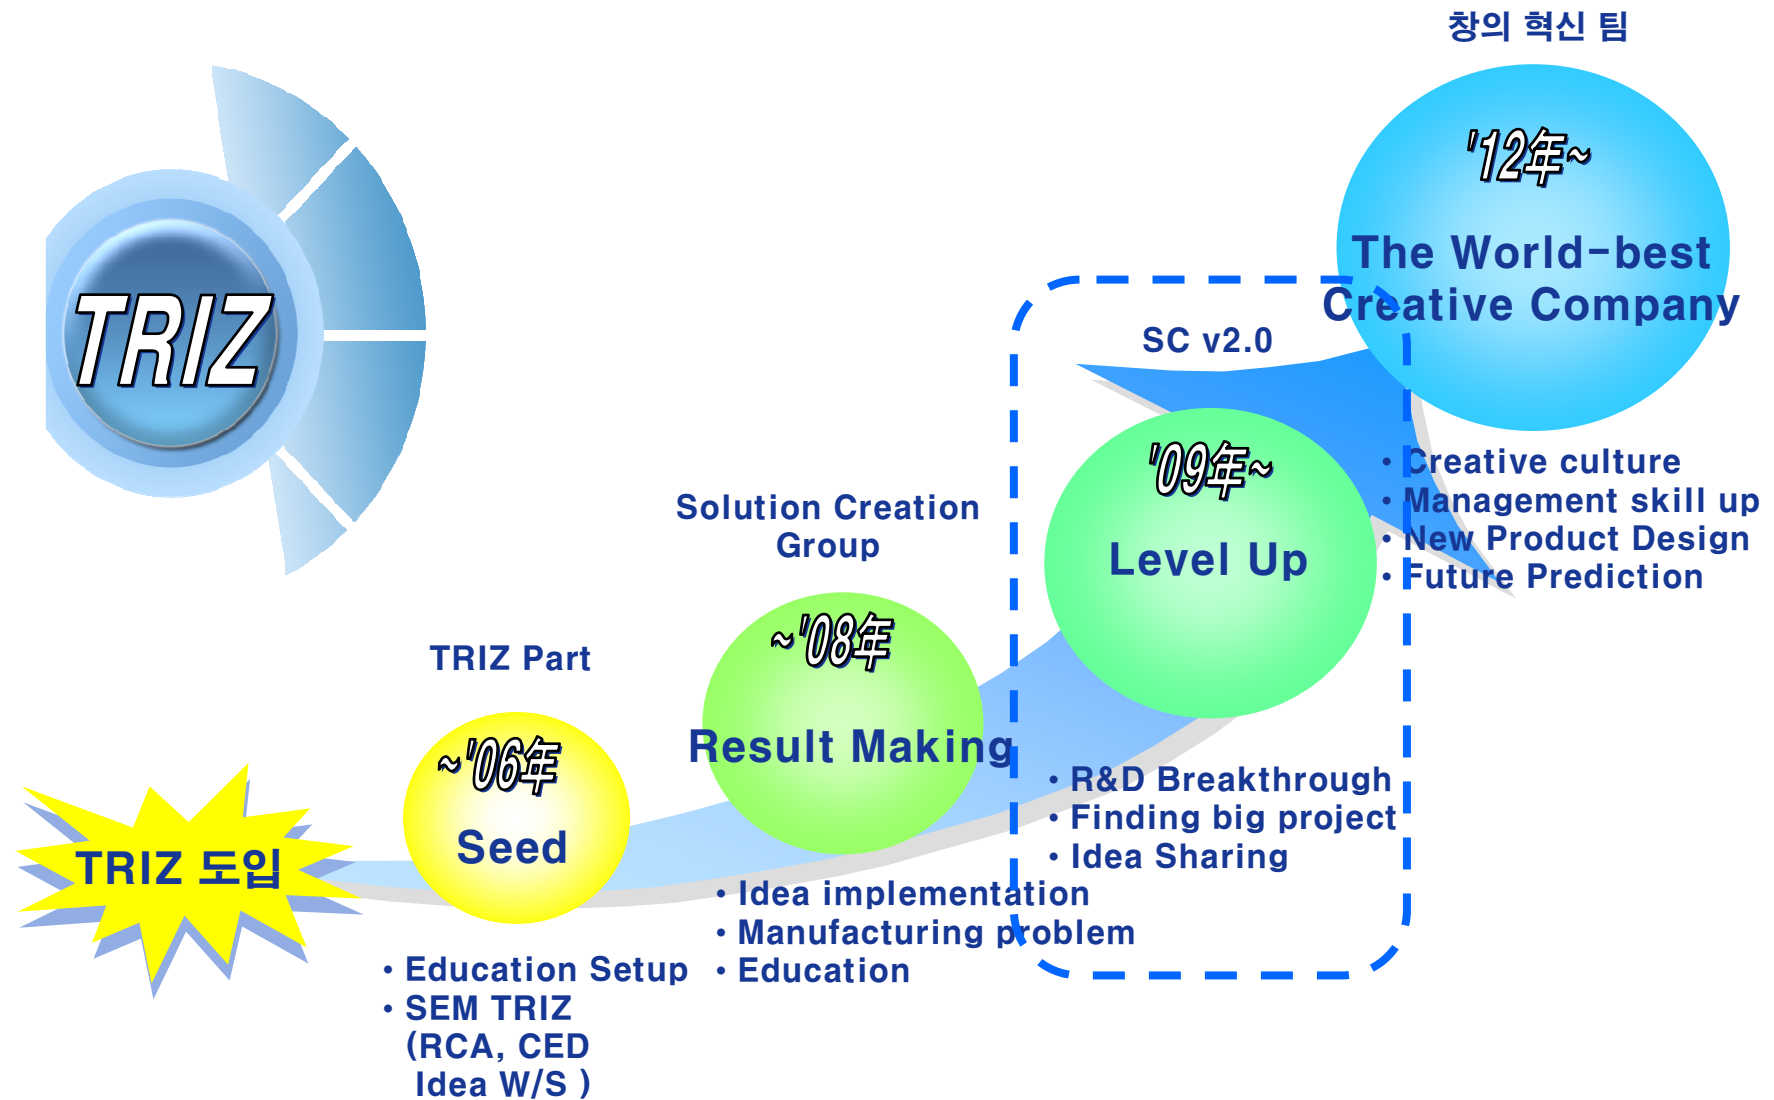 창의 혁신 팀
'12年~
The World-best
Creative Company
• Creative culture
• Management skill up
• New Product Design
• Future Prediction
TRIZ
SC v2.0
'09年~
Level Up
• R&D Breakthrough
• Finding big project
• Idea Sharing
Solution Creation
Group
~'08年
Result Making
• Idea implementation
• Manufacturing problem
• Education
TRIZ Part
~'06年
Seed
• Education Setup
• SEM TRIZ
(RCA, CED
Idea W/S )
TRIZ 도입